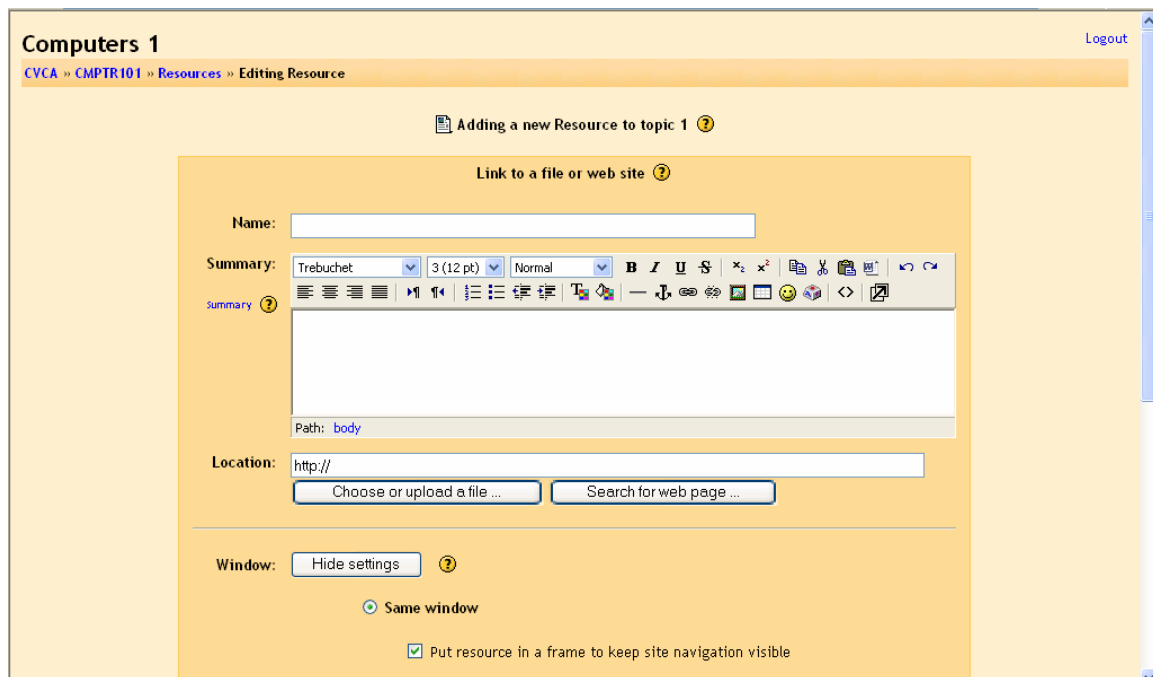 Computers 1
Logout
CVCA » CMPTR101 » Resources » Editing Resource
Adding a new Resource to topic 1
Link to a file or web site
Name:
Summary:
Trebuchet 3 (12 pt) Normal B I U S x₂ x²
Summary
Path: body
Location: http://
Choose or upload a file ... Search for web page ...
Window: Hide settings
Same window
Put resource in a frame to keep site navigation visible